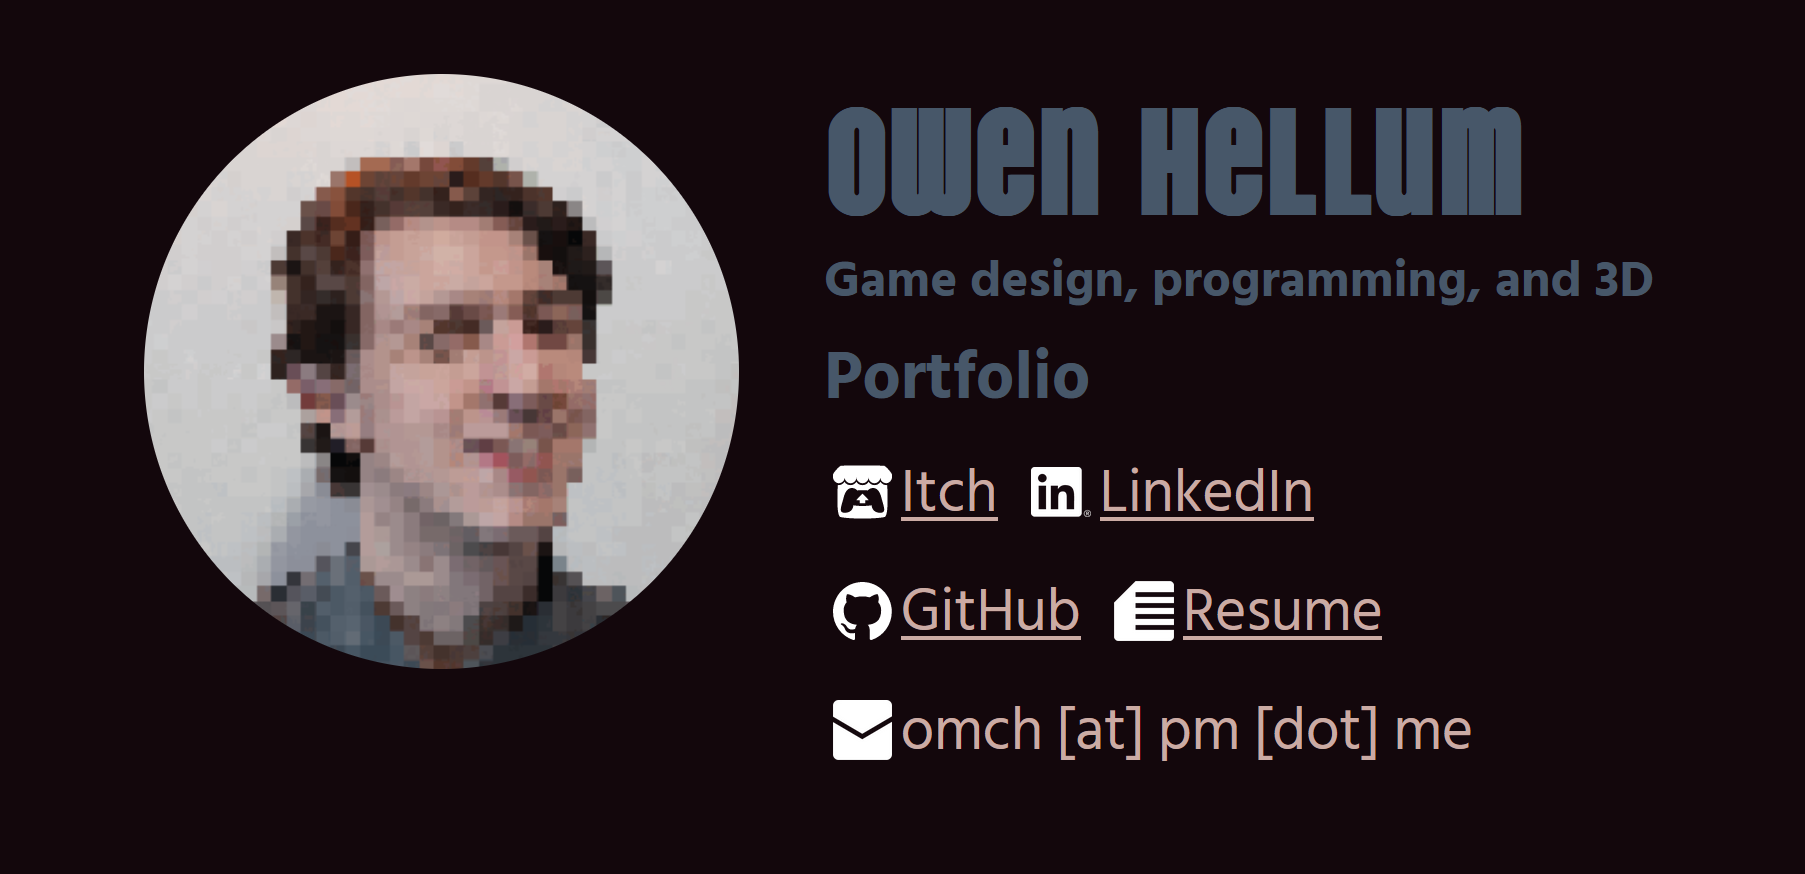 Owen Hellum
Game design, programming, and 3D
Portfolio
Itch LinkedIn
GitHub Resume
omch [at] pm [dot] me